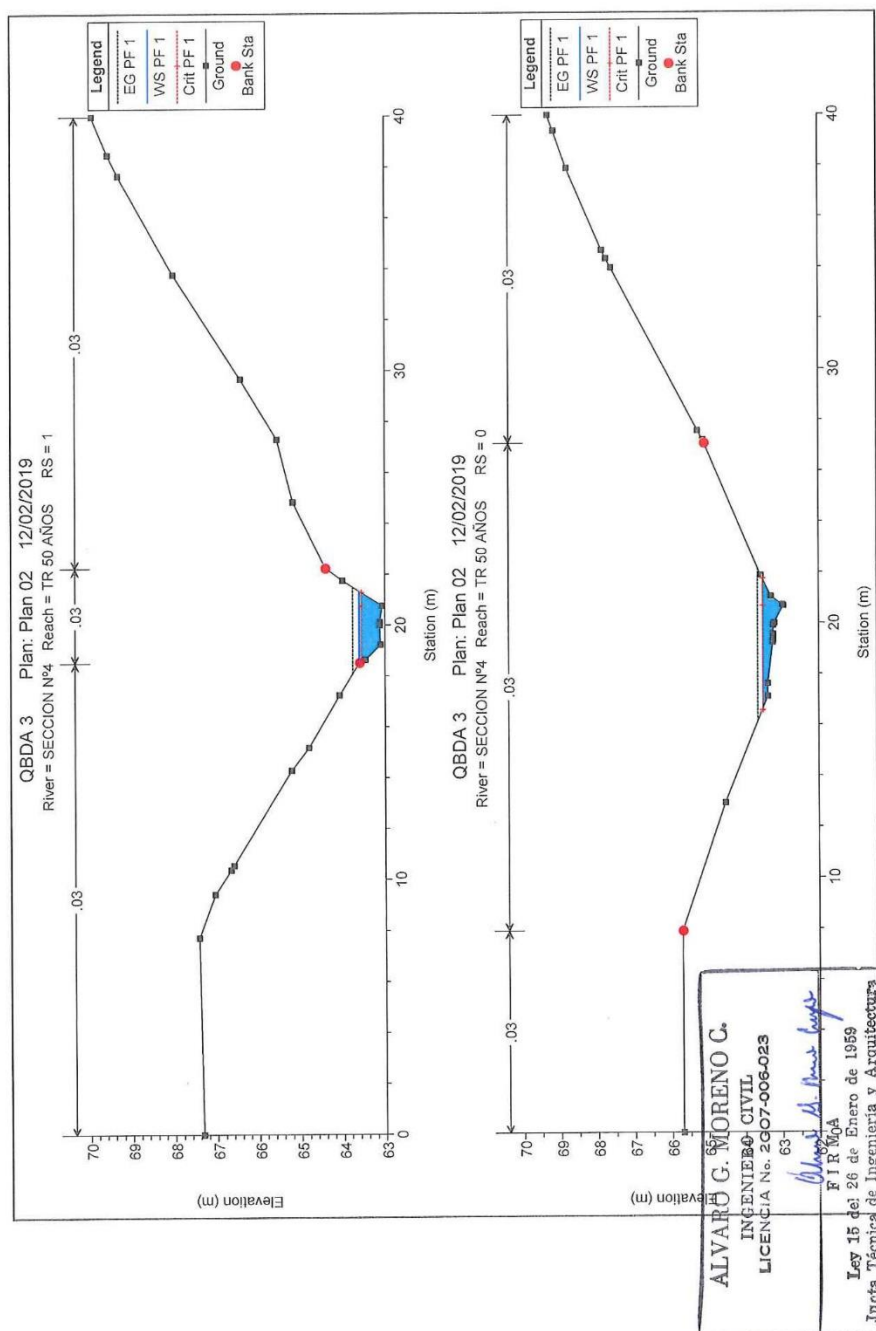 QBDA 3 Plan: Plan 02 12/02/2019
River = SECCION Nº4 Reach = TR 50 AÑOS RS = 1
.03
.03
.03
Legend
EG PF 1
WS PF 1
Crit PF 1
Ground
Bank Sta
Elevation (m)
70
69
68
67
66
65
64
63
0
10
20
30
40
Station (m)
QBDA 3 Plan: Plan 02 12/02/2019
River = SECCION Nº4 Reach = TR 50 AÑOS RS = 0
.03
.03
.03
Legend
EG PF 1
WS PF 1
Crit PF 1
Ground
Bank Sta
Elevation (m)
70
69
68
67
66
65
63
62
0
10
20
30
40
Station (m)
ALVARO G. MORENO C.
INGENIERO CIVIL
LICENCIA No. 2G07-006-023
FIRMA
Ley 15 del 26 de Enero de 1959
Junta Técnica de Ingeniería y Arquitectura